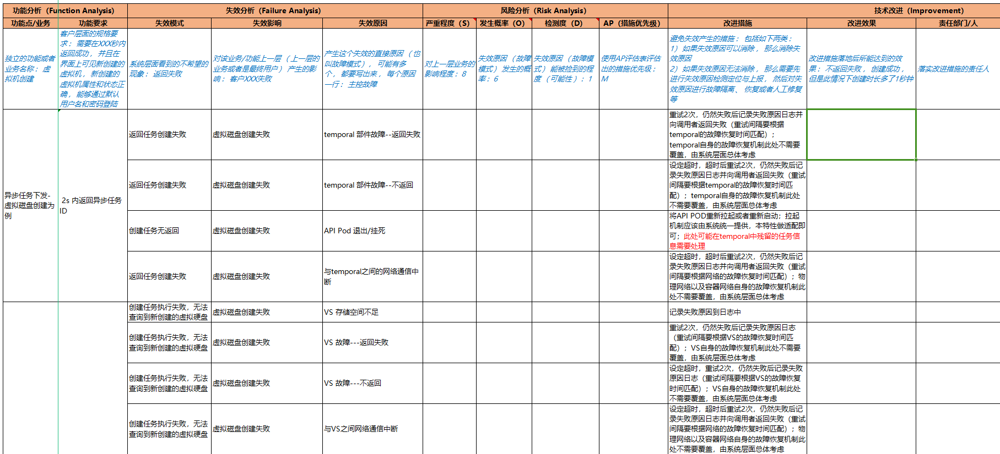 功能分析（Function Analysis）
失效分析（Failure Analysis）
风险分析（Risk Analysis）
技术改进（Improvement）
功能点/业务
功能要求
失效模式
失效影响
失效原因
严重程度（S）
发生概率（O）
检测度（D）
AP（措施优先级）
改进措施
改进效果
责任部门/人
独立的功能或者
业务名称：虚
拟机创建
客户层面的规格要
求：需要在XXX秒内
返回成功，并且在
界面上可见新创建的
虚拟机，新创建的
虚拟机属性和状态正
确，能够通过默认
用户名和密码登陆
系统层面看到的不希望的
现象：返回失败
对该业务/功能上一层（上一层的
业务或者是最终用户）产生的影
响：客户XXX失败
产生这个失效的直接原因（也
叫故障模式），可能有多
个，都要写出来，每个原因
一行：主控故障
对上一层业务的
影响程度：8
失效原因（故障
模式）发生的概
率：6
失效原因（故障模
式）能被捡到的程
度（可能性）：1
使用AP评估表评估
出的措施优先级：
M
避免失效产生的措施：包括如下两类：
1）如果失效原因可以消除，那么消除失
效原因
2）如果失效原因无法消除，那么需要先
进行失效原因检测定位与上报，然后对失
效原因进行故障隔离、恢复或者人工修复
等
改进措施落地后所能达到的效
果：不返回失败，创建成功，
但是此情况下创建时长多了1秒钟
落实改进措施的责任人
异步任务下发-
虚拟磁盘创建为
例
2s 内返回异步任务
ID
返回任务创建失败
虚拟磁盘创建失败
temporal 部件故障--返回失败
重试2次，仍然失败后记录失败原因日志并
向调用者返回失败（重试间隔要根据
temporal的故障恢复时间匹配）；
temporal自身的故障恢复机制此处不需要
覆盖，由系统层面总体考虑
返回任务创建失败
虚拟磁盘创建失败
temporal 部件故障--不返回
设定超时，超时后重试2次，仍然失败后记
录失败原因日志并向调用者返回失败（重试
间隔要根据temporal的故障恢复时间匹
配）；temporal自身的故障恢复机制此处
不需要覆盖，由系统层面总体考虑
创建任务无返回
虚拟磁盘创建失败
API Pod 退出/挂死
将API POD重新拉起或者重新启动；拉起
机制应该由系统统一提供，本特性做适配即
可；此处可能在temporal中残留的任务信
息需要处理
返回任务创建失败
虚拟磁盘创建失败
与temporal之间的网络通信中
断
设定超时，超时后重试2次，仍然失败后记
录失败原因日志并向调用者返回失败（重试
间隔要根据网络的故障恢复时间匹配）；物
理网络以及容器网络自身的故障恢复机制此
处不需要覆盖，由系统层面总体考虑
创建任务执行失败，无法
查询到新创建的虚拟硬盘
虚拟磁盘创建失败
VS 存储空间不足
记录失败原因到日志中
创建任务执行失败，无法
查询到新创建的虚拟硬盘
虚拟磁盘创建失败
VS 故障---返回失败
重试2次，仍然失败后记录失败原因日志
（重试间隔要根据VS的故障恢复时间匹
配）；VS自身的故障恢复机制此处不需要
覆盖，由系统层面总体考虑
创建任务执行失败，无法
查询到新创建的虚拟硬盘
虚拟磁盘创建失败
VS 故障---不返回
设定超时，重试2次，仍然失败后记录失败
原因日志（重试间隔要根据VS的故障恢复
时间匹配）；VS自身的故障恢复机制此处
不需要覆盖，由系统层面总体考虑
创建任务执行失败，无法
查询到新创建的虚拟硬盘
虚拟磁盘创建失败
与VS之间网络通信中断
设定超时，超时后重试2次，仍然失败后记
录失败原因日志并向调用者返回失败（重试
间隔要根据网络的故障恢复时间匹配）；物
理网络以及容器网络自身的故障恢复机制此
处不需要覆盖，由系统层面总体考虑